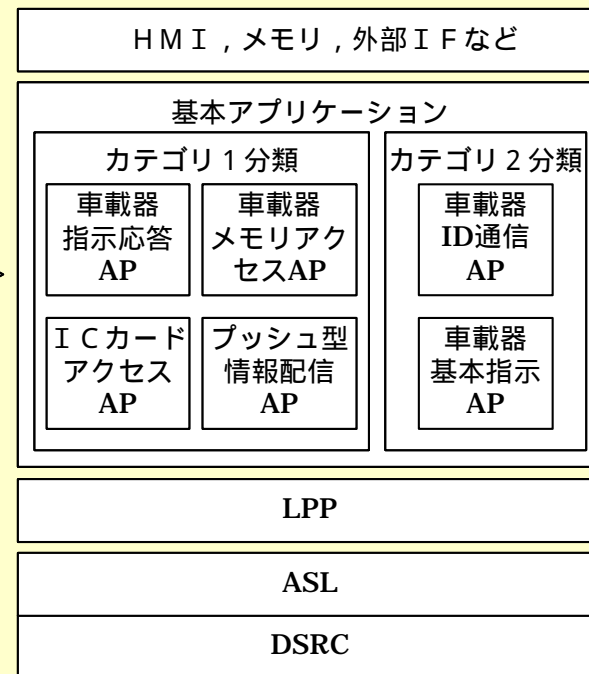 ＨＭＩ，メモリ，外部ＩＦなど
基本アプリケーション
カテゴリ１分類
車載器
指示応答
AP
車載器
メモリアク
セスAP
ＩＣカード
アクセス
AP
プッシュ型
情報配信
AP
カテゴリ２分類
車載器
ID通信
AP
車載器
基本指示
AP
LPP
ASL
DSRC